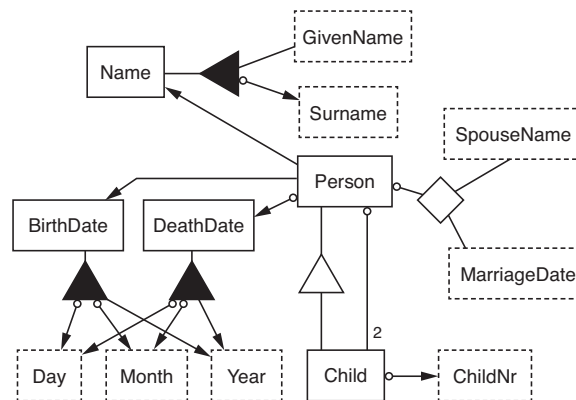 GivenName
Name
Surname
SpouseName
Person
BirthDate
DeathDate
MarriageDate
2
Day
Month
Year
Child
ChildNr